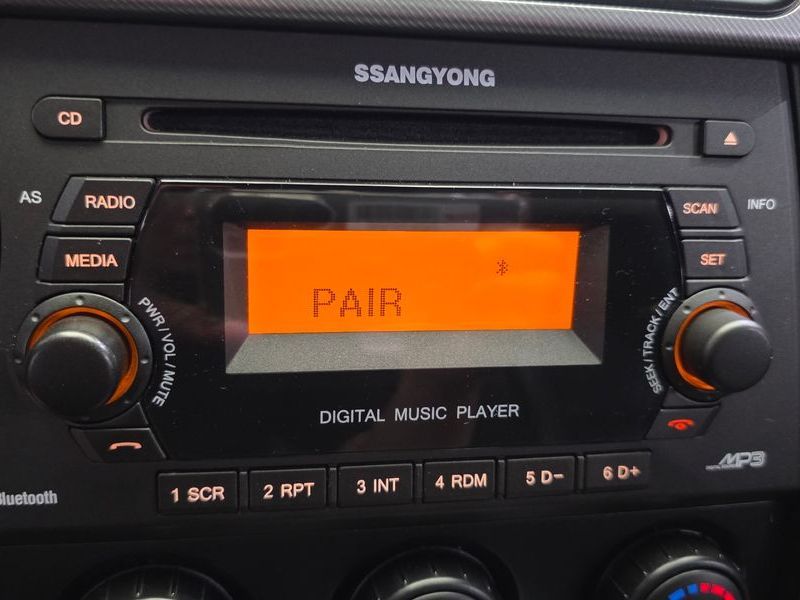 SSANGYONG
CD
AS
RADIO
SCAN
INFO
MEDIA
SET
PAIR
PWR/VOL/MUTE
SEEK/TRACK/ENT
DIGITAL MUSIC PLAYER
MP3
Bluetooth
1 SCR
2 RPT
3 INT
4 RDM
5 D-
6 D+